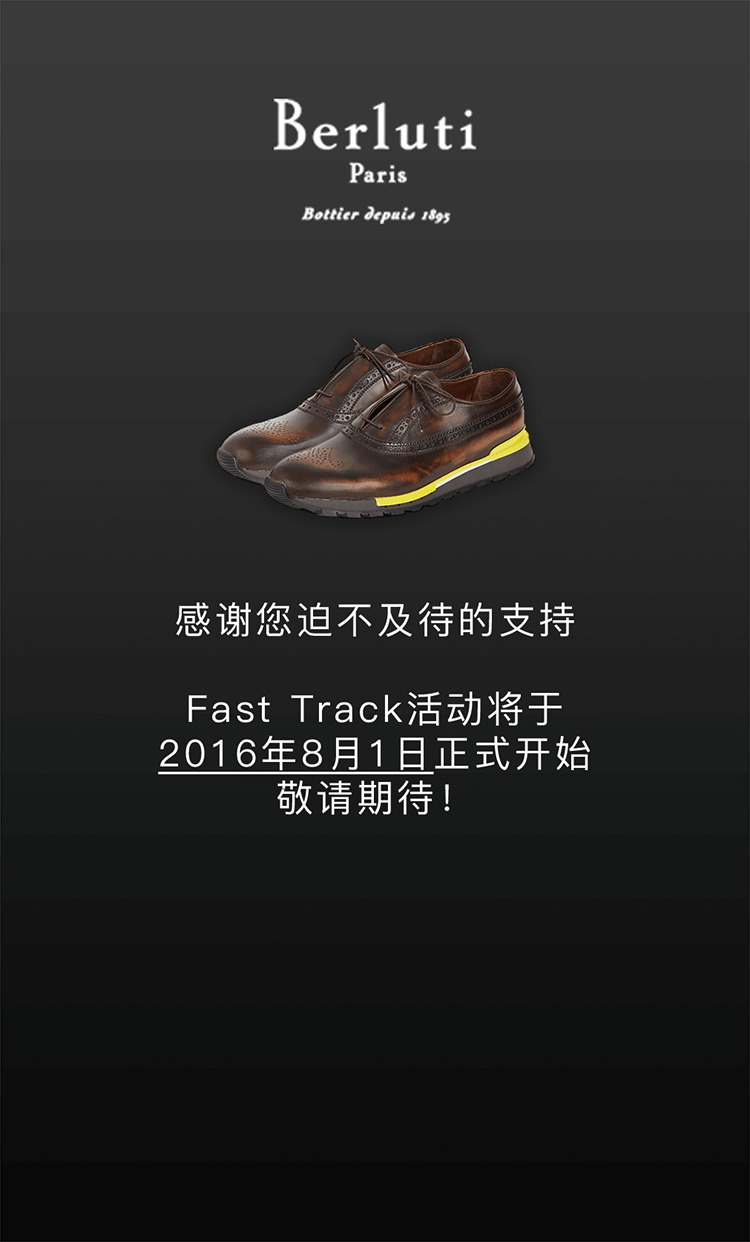 Berluti
Paris
Bottier depuis 1895
感谢您迫不及待的支持
Fast Track活动将于
2016年8月1日正式开始
敬请期待！